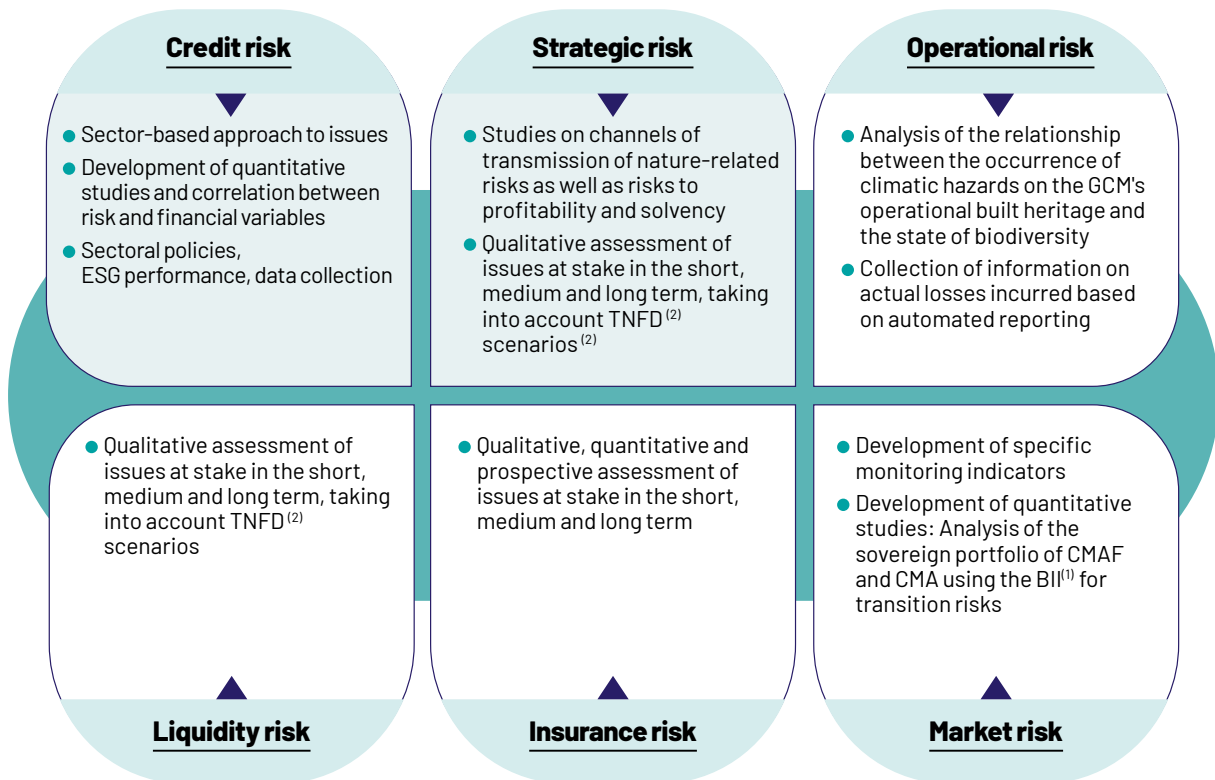 Credit risk
● Sector-based approach to issues
● Development of quantitative
studies and correlation between
risk and financial variables
● Sectoral policies,
ESG performance, data collection
Strategic risk
● Studies on channels of
transmission of nature-related
risks as well as risks to
profitability and solvency
● Qualitative assessment of
issues at stake in the short,
medium and long term, taking
into account TNFD (2)
scenarios (2)
Operational risk
● Analysis of the relationship
between the occurrence of
climatic hazards on the GCM's
operational built heritage and
the state of biodiversity
● Collection of information on
actual losses incurred based
on automated reporting
● Qualitative assessment of
issues at stake in the short,
medium and long term, taking
into account TNFD (2)
scenarios
Liquidity risk
● Qualitative, quantitative and
prospective assessment of
issues at stake in the short,
medium and long term
Insurance risk
● Development of specific
monitoring indicators
● Development of quantitative
studies: Analysis of the
sovereign portfolio of CMAF
and CMA using the BII(1) for
transition risks
Market risk